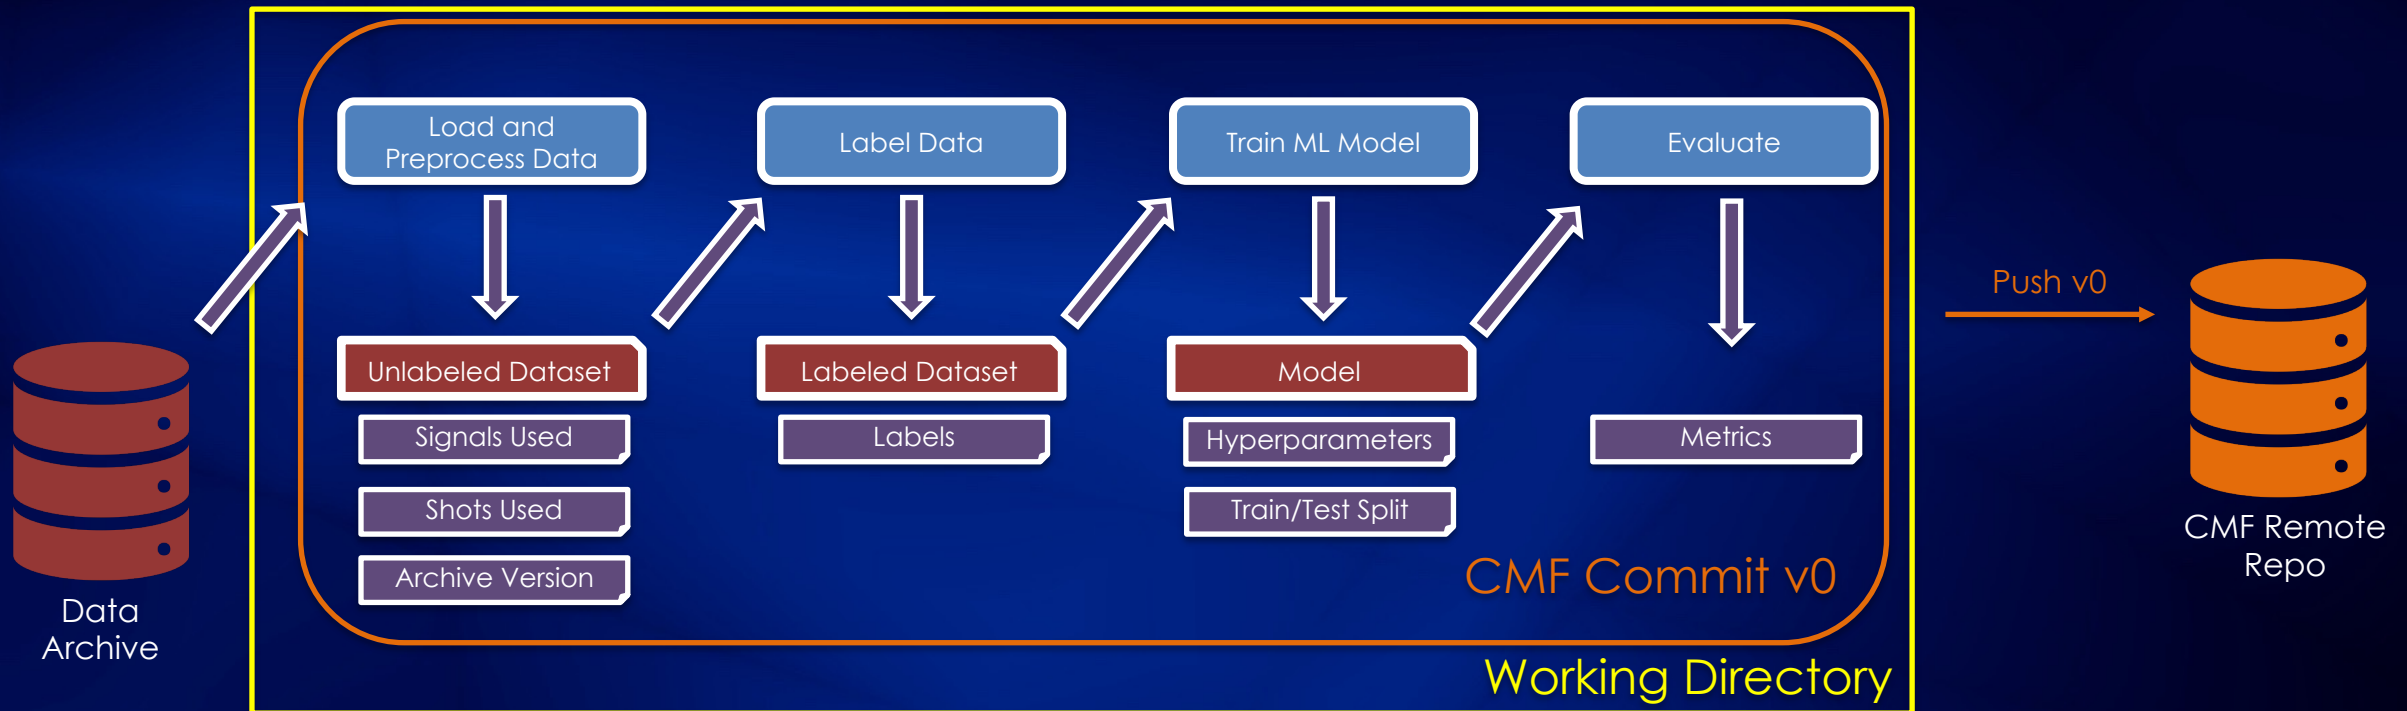 Load and
Preprocess Data
Label Data
Train ML Model
Evaluate
Push v0
Unlabeled Dataset
Labeled Dataset
Model
Signals Used
Labels
Hyperparameters
Metrics
Shots Used
Train/Test Split
Archive Version
CMF Commit v0
Data
Archive
CMF Remote
Repo
Working Directory